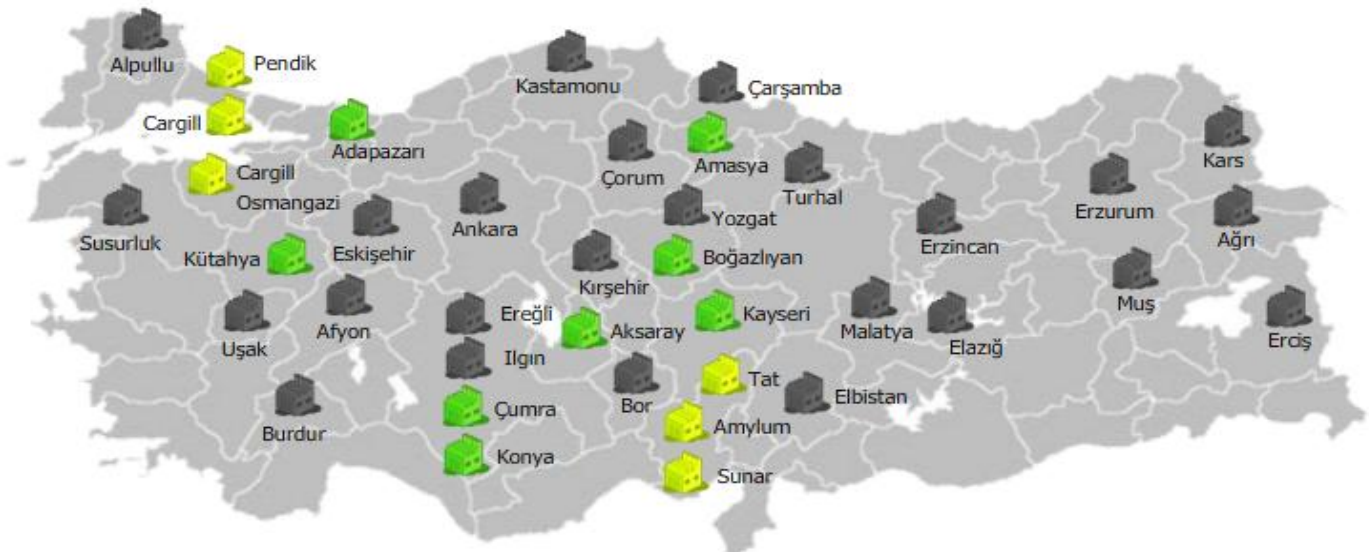 Alpullu
Pendik
Kastamonu
Çarşamba
Cargill
Adapazarı
Çorum
Amasya
Turhal
Kars
Cargill
Osmangazi
Ankara
Yozgat
Erzurum
Susurluk
Kütahya
Eskişehir
Kırşehir
Boğazlıyan
Erzincan
Ağrı
Uşak
Afyon
Ereğli
Aksaray
Kayseri
Malatya
Elazığ
Muş
Erciş
Ilgın
Burdur
Çumra
Bor
Tat
Elbistan
Amylum
Konya
Sunar